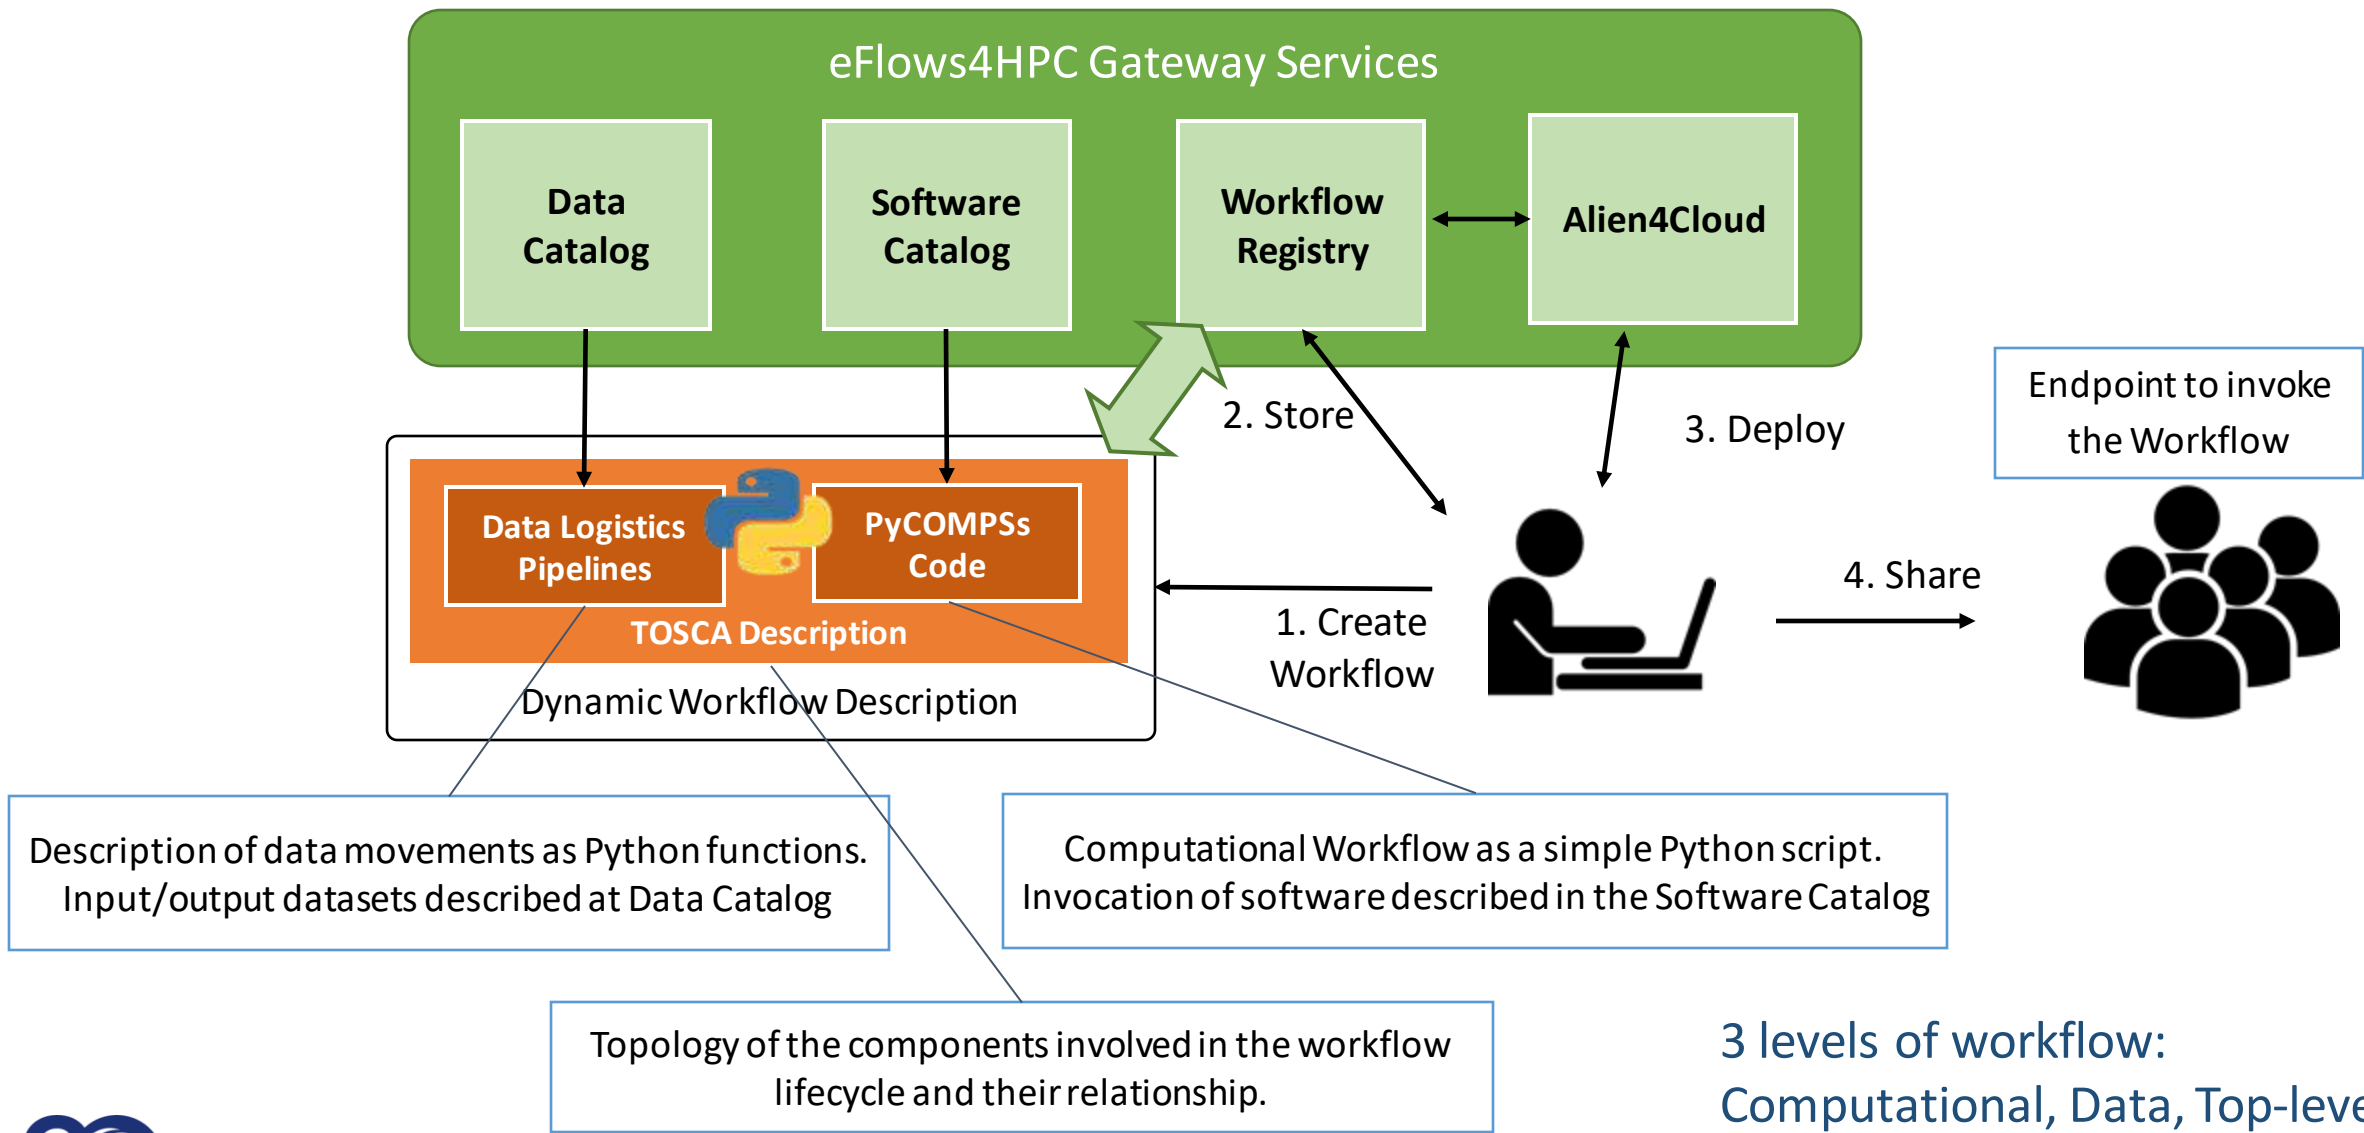 eFlows4HPC Gateway Services
Data
Catalog
Software
Catalog
Workflow
Registry
Alien4Cloud
2. Store
3. Deploy
Endpoint to invoke
the Workflow
Data Logistics
Pipelines
PyCOMPSs
Code
TOSCA Description
Dynamic Workflow Description
1. Create
Workflow
4. Share
Description of data movements as Python functions.
Input/output datasets described at Data Catalog
Computational Workflow as a simple Python script.
Invocation of software described in the Software Catalog
Topology of the components involved in the workflow
lifecycle and their relationship.
3 levels of workflow:
Computational, Data, Top-leve